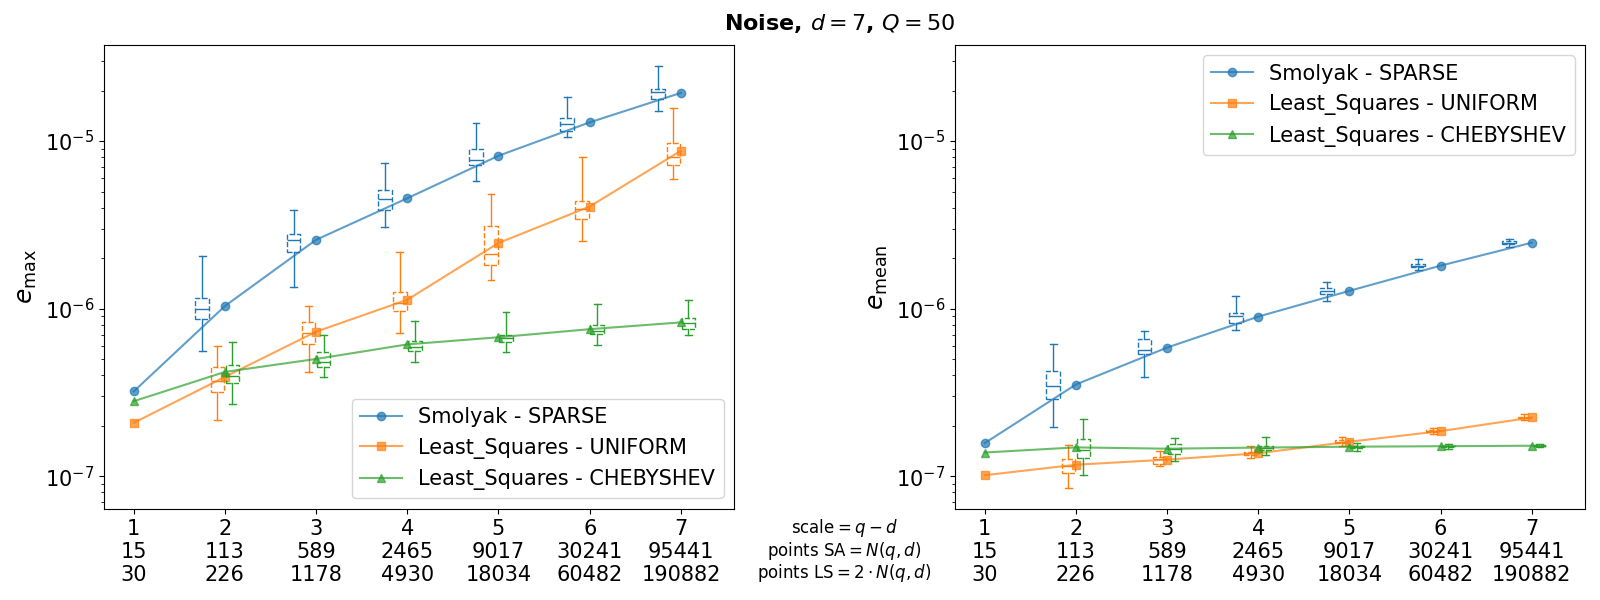 Noise, d = 7, Q = 50
e_max
10^-5
10^-6
10^-7
Smolyak - SPARSE
Least_Squares - UNIFORM
Least_Squares - CHEBYSHEV
1 2 3 4 5 6 7
15 113 589 2465 9017 30241 95441
30 226 1178 4930 18034 60482 190882
scale = q − d
points SA = N(q, d)
points LS = 2 · N(q, d)
e_mean
10^-5
10^-6
10^-7
Smolyak - SPARSE
Least_Squares - UNIFORM
Least_Squares - CHEBYSHEV
1 2 3 4 5 6 7
15 113 589 2465 9017 30241 95441
30 226 1178 4930 18034 60482 190882